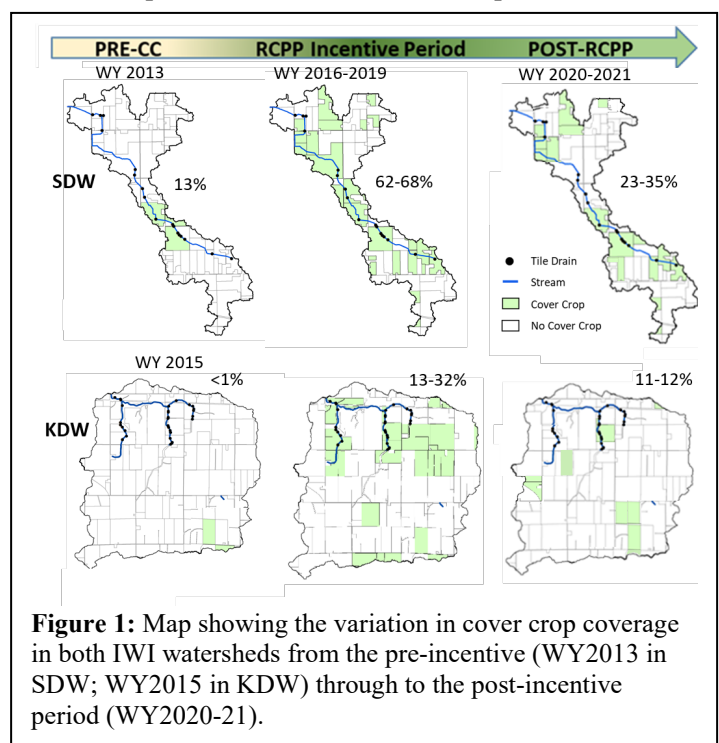 PRE-CC RCPP Incentive Period POST-RCPP
WY 2013 WY 2016-2019 WY 2020-2021
SDW 13% 62-68% 23-35%
Tile Drain
Stream
Cover Crop
No Cover Crop
WY 2015
<1% 13-32% 11-12%
KDW
Figure 1: Map showing the variation in cover crop coverage
in both IWI watersheds from the pre-incentive (WY2013 in
SDW; WY2015 in KDW) through to the post-incentive
period (WY2020-21).